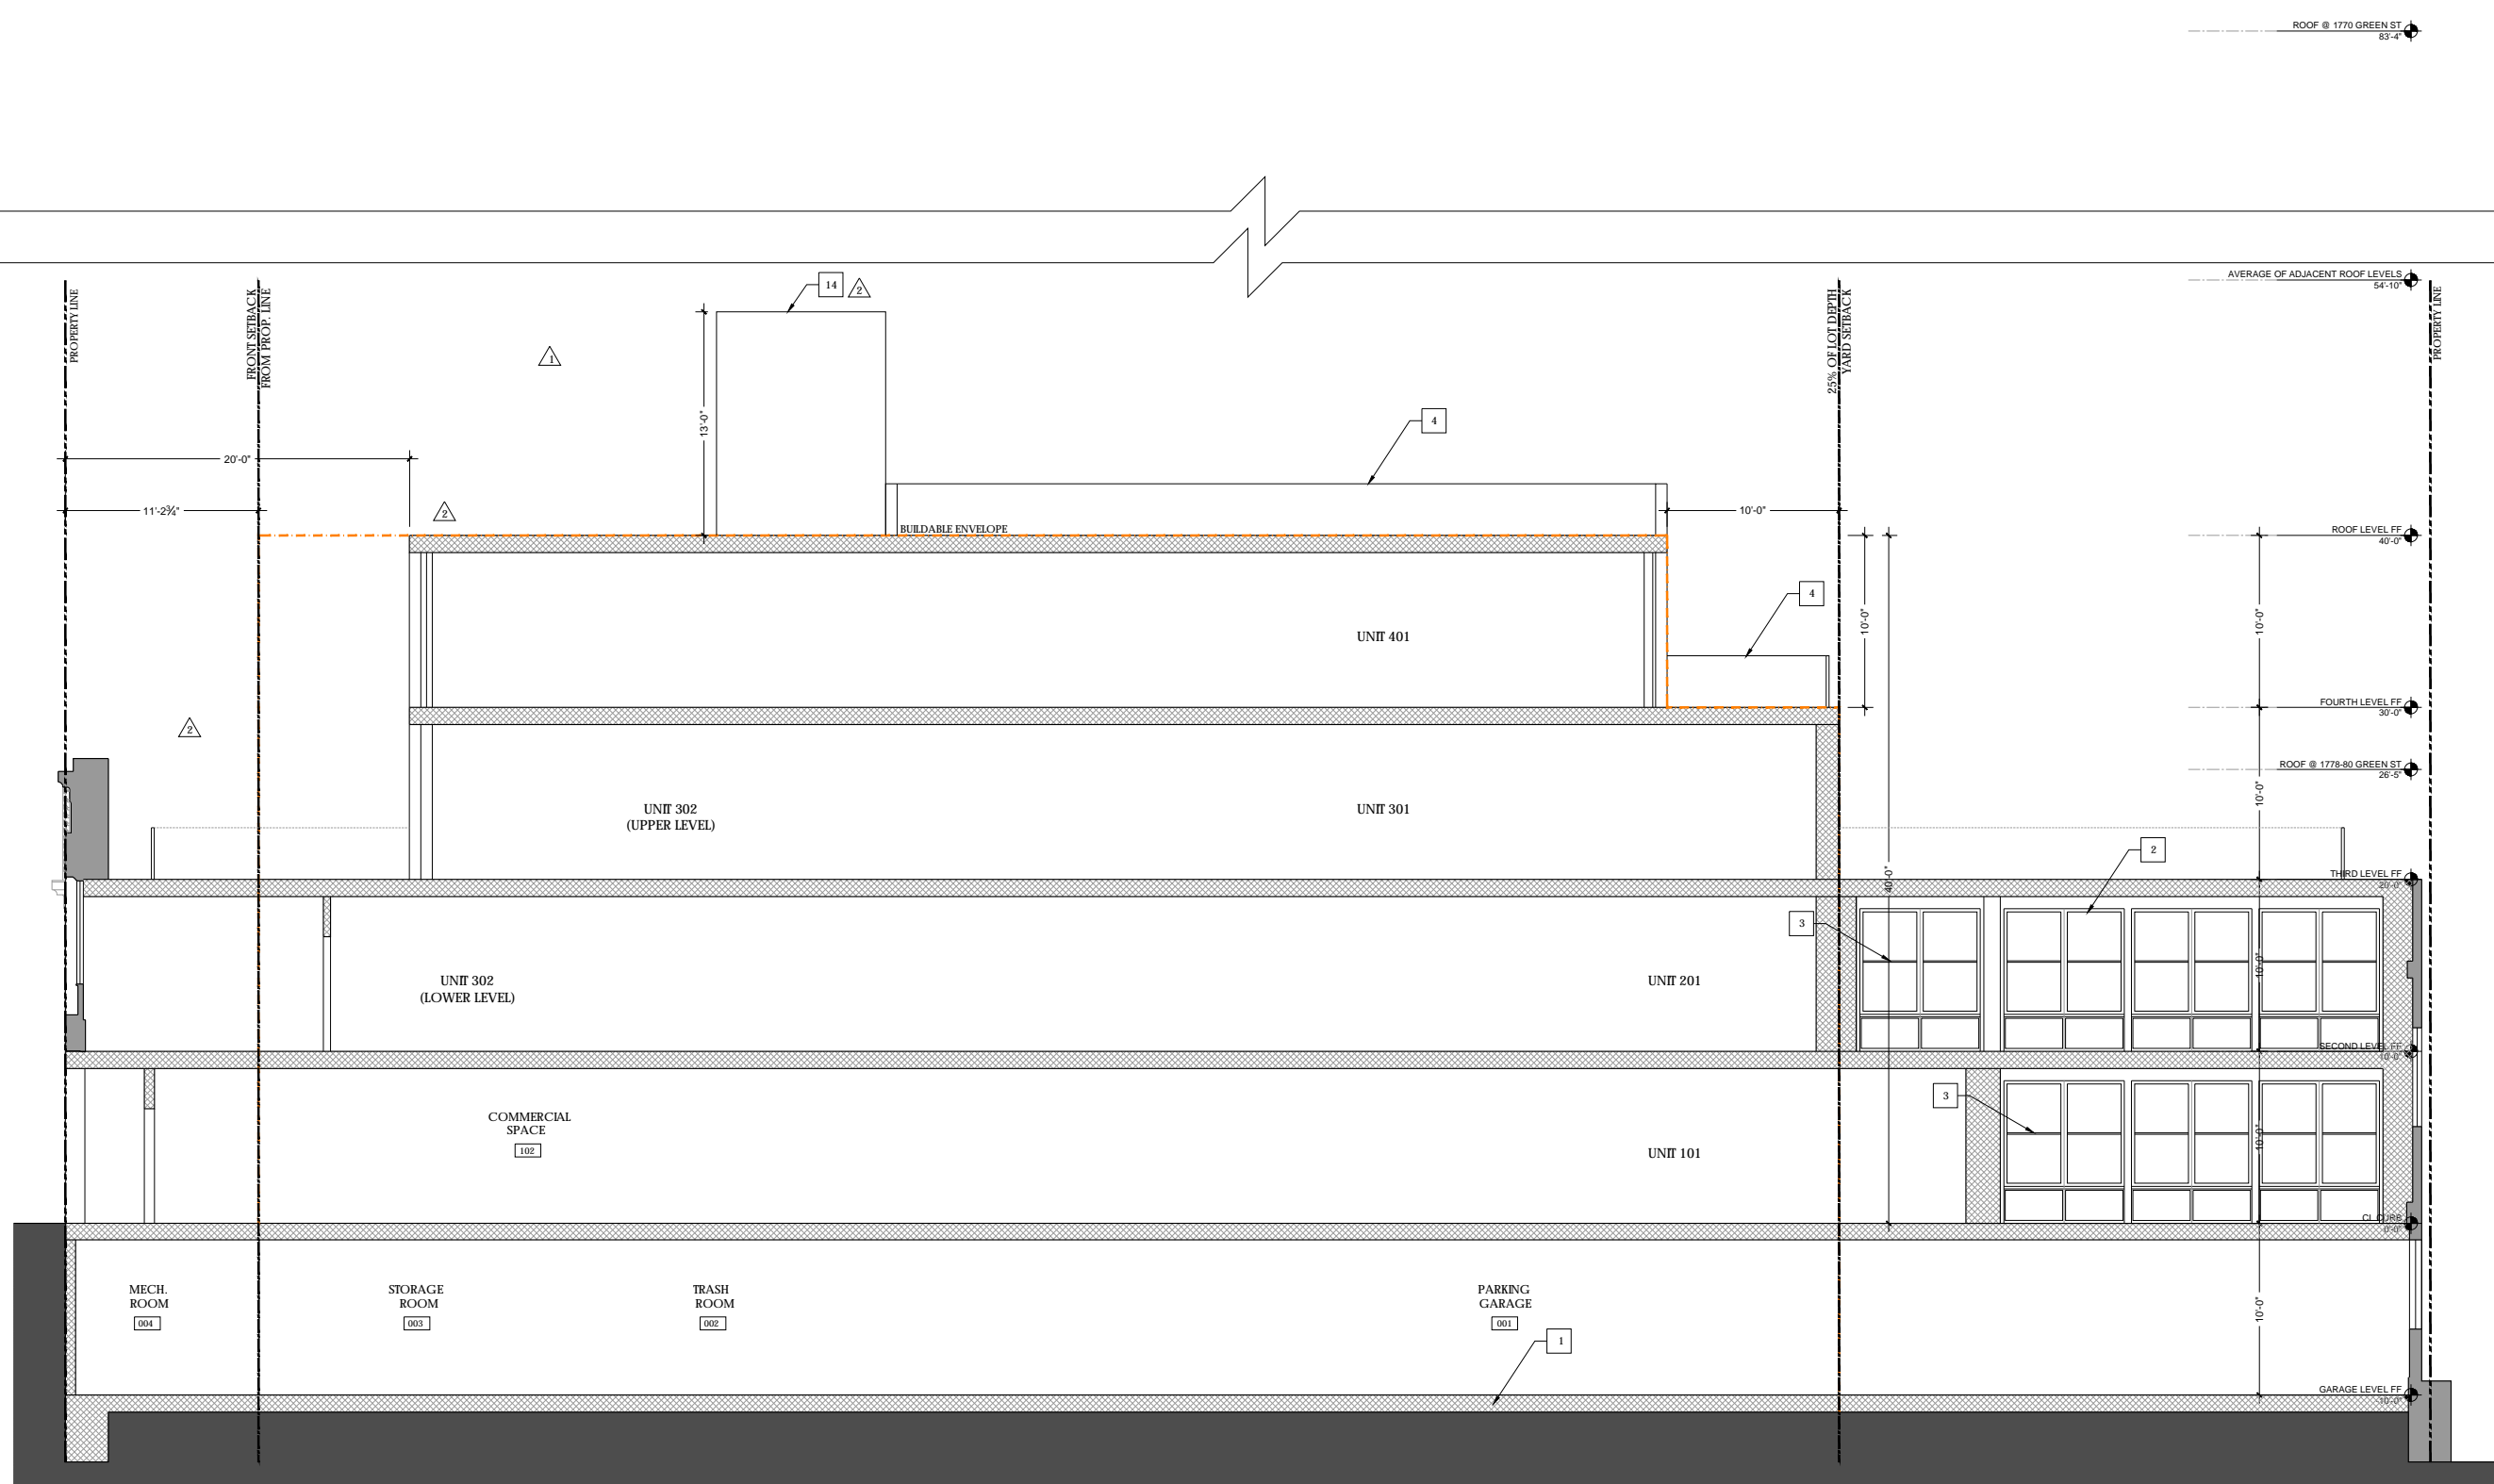 ROOF @ 1770 GREEN ST
83'-4"
AVERAGE OF ADJACENT ROOF LEVELS
54'-10"
PROPERTY LINE
FRONT SETBACK
FROM PROP. LINE
14
2
1
25% OF LOT DEPTH
YARD SETBACK
PROPERTY LINE
13'-0"
4
20'-0"
11'-2¾"
2
10'-0"
BUILDABLE ENVELOPE
ROOF LEVEL FF
40'-0"
4
10'-0"
10'-0"
UNIT 401
FOURTH LEVEL FF
30'-0"
2
ROOF @ 1778-80 GREEN ST
26'-5"
10'-0"
UNIT 302
(UPPER LEVEL)
UNIT 301
2
40'-0"
THIRD LEVEL FF
20'-0"
3
10'-0"
UNIT 302
(LOWER LEVEL)
UNIT 201
SECOND LEVEL FF
10'-0"
3
COMMERCIAL
SPACE
102
UNIT 101
10'-0"
CL CURB
0'-0"
MECH.
ROOM
004
STORAGE
ROOM
003
TRASH
ROOM
002
PARKING
GARAGE
001
10'-0"
1
GARAGE LEVEL FF
-10'-0"